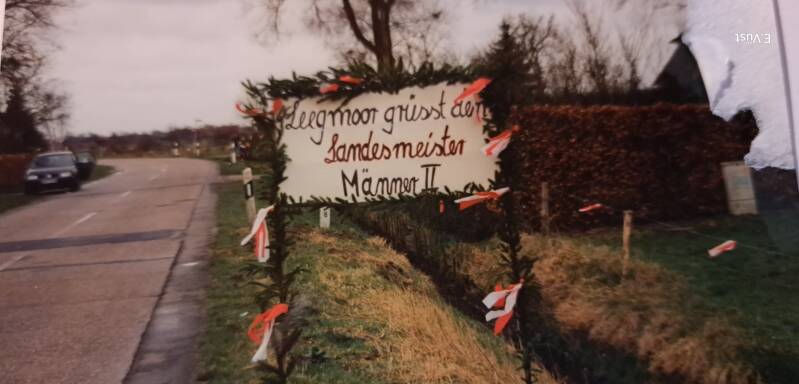 Leegmoor grüsst den
Landesmeister
Männer II